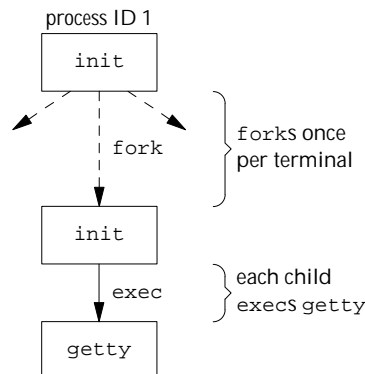 process ID 1
init
fork
forks once
per terminal
init
exec
each child
execs getty
getty